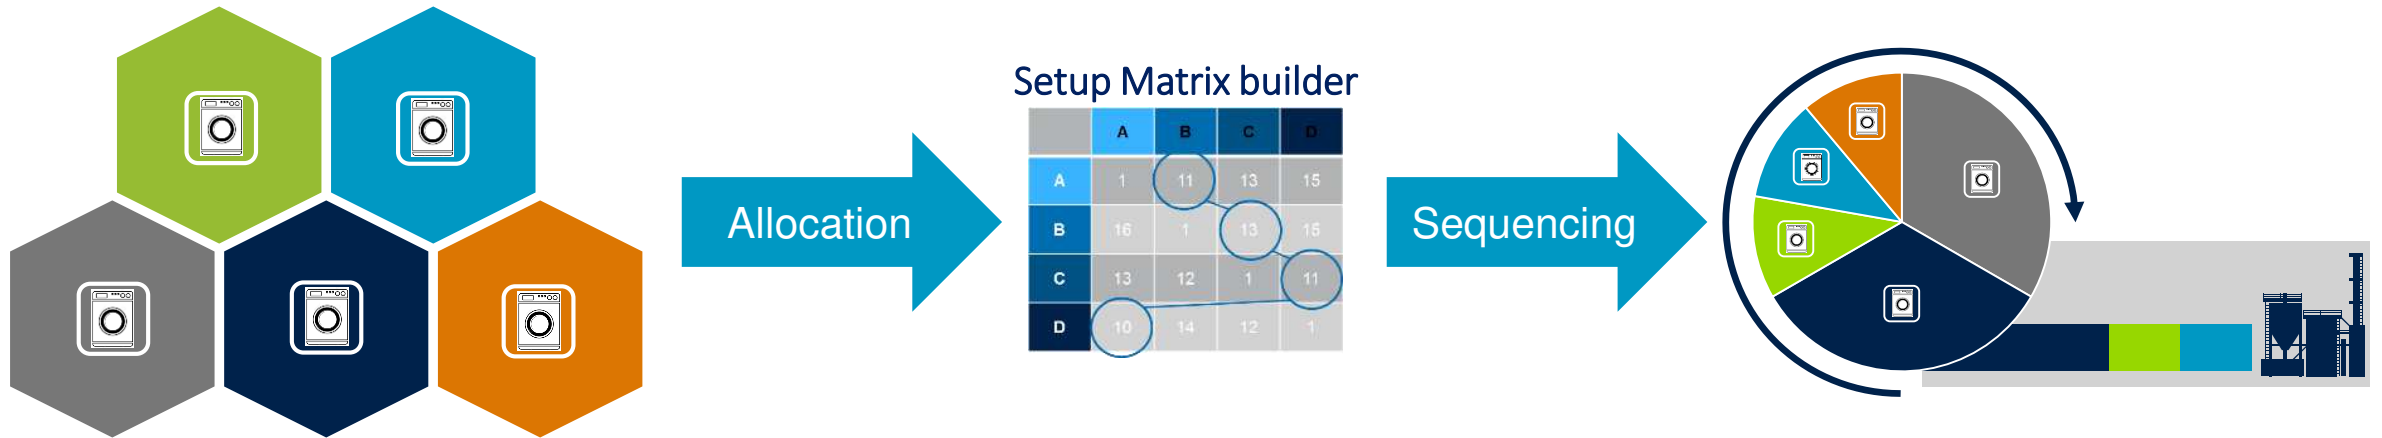 Setup Matrix builder
Allocation
A B C D
A 1 11 13 15
B 16 1 13 15
C 13 12 1 11
D 10 14 12 1
Sequencing